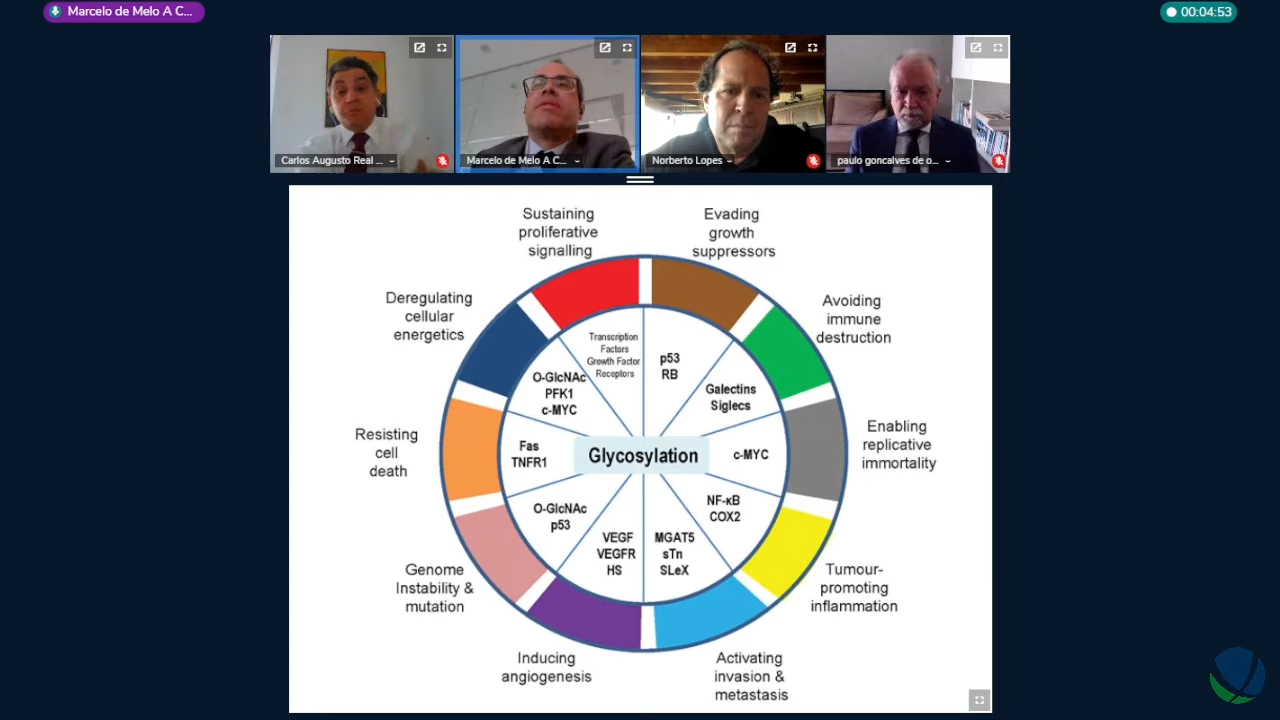 Marcelo de Melo A C...
00:04:53
Carlos Augusto Real ...
Marcelo de Melo A C...
Norberto Lopes
paulo goncalves de o...
Sustaining
proliferative
signalling
Evading
growth
suppressors
Deregulating
cellular
energetics
Avoiding
immune
destruction
Transcription
Factors
Growth Factor
Receptors
p53
RB
O-GlcNAc
PFK1
c-MYC
Galectins
Siglecs
Resisting
cell
death
Fas
TNFR1
Glycosylation
c-MYC
Enabling
replicative
immortality
O-GlcNAc
p53
NF-κB
COX2
VEGF
VEGFR
HS
MGAT5
sTn
SLeX
Genome
Instability &
mutation
Tumour-
promoting
inflammation
Inducing
angiogenesis
Activating
invasion &
metastasis